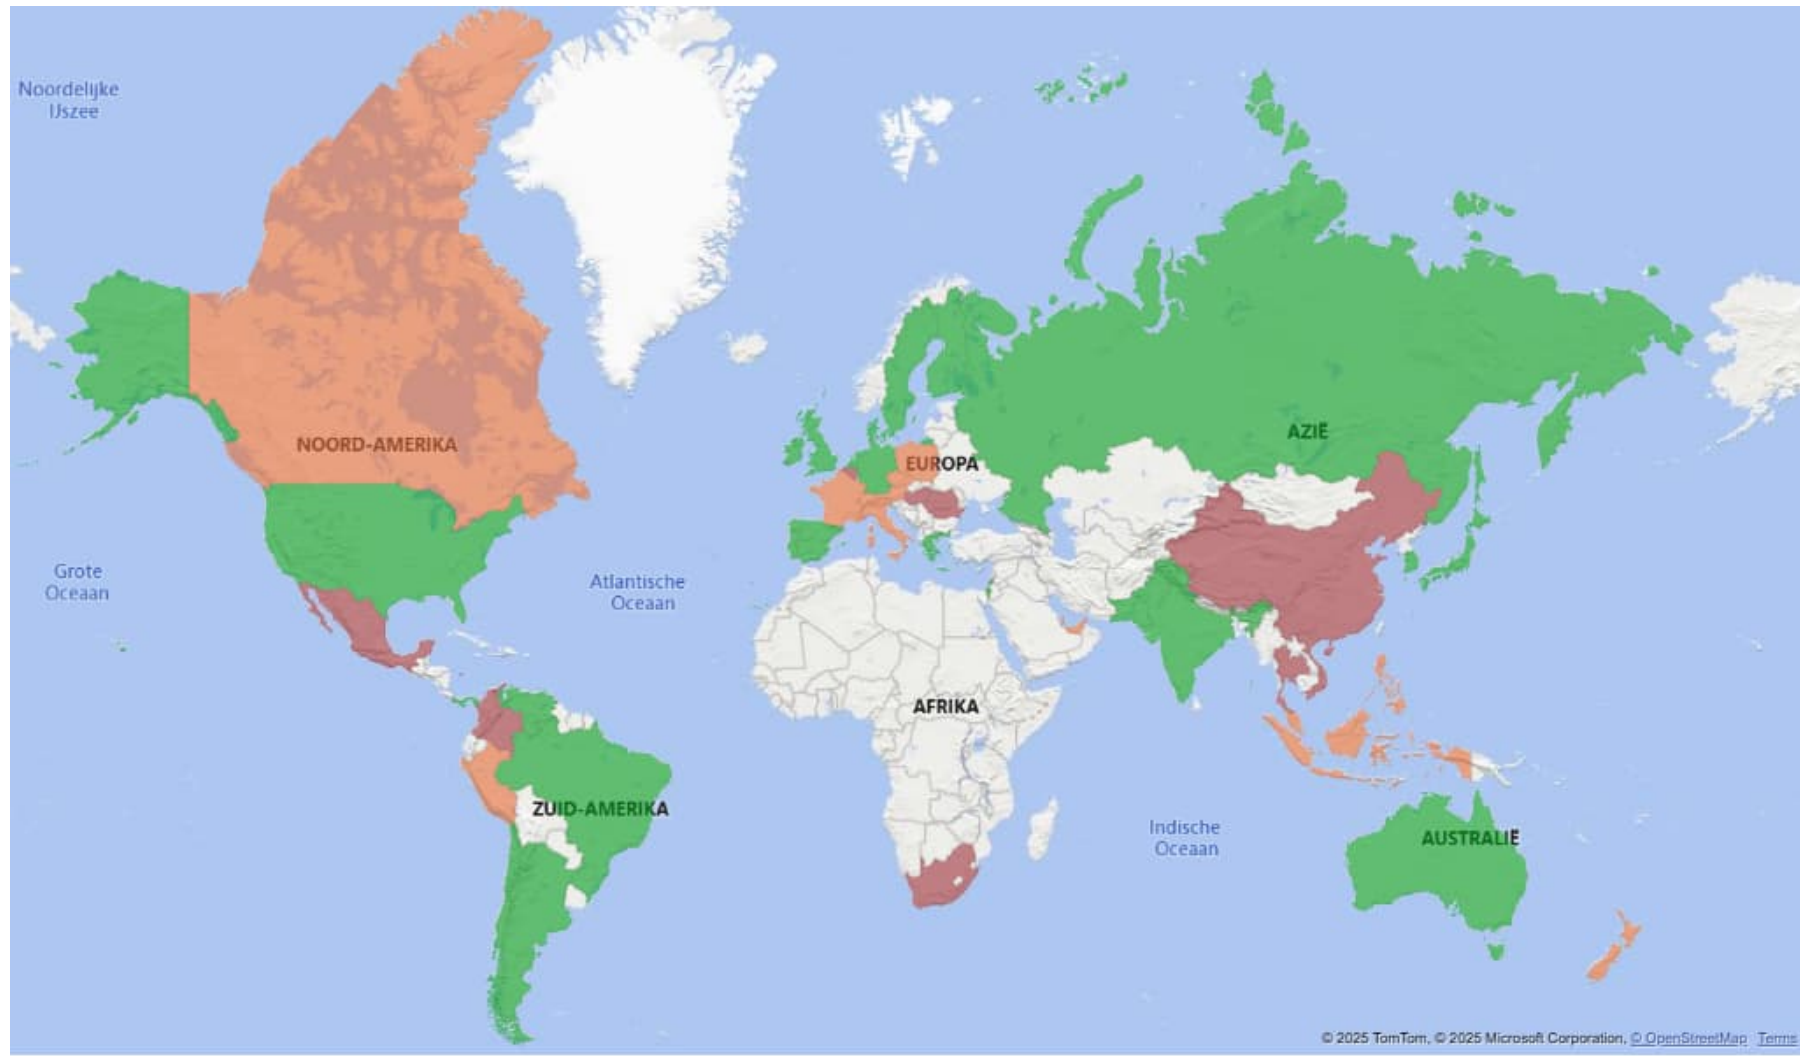 Noordelijke
IJszee
NOORD-AMERIKA
EUROPA
AZIË
Grote
Oceaan
Atlantische
Oceaan
AFRIKA
ZUID-AMERIKA
Indische
Oceaan
AUSTRALIË
© 2025 TomTom, © 2025 Microsoft Corporation, © OpenStreetMap Terms